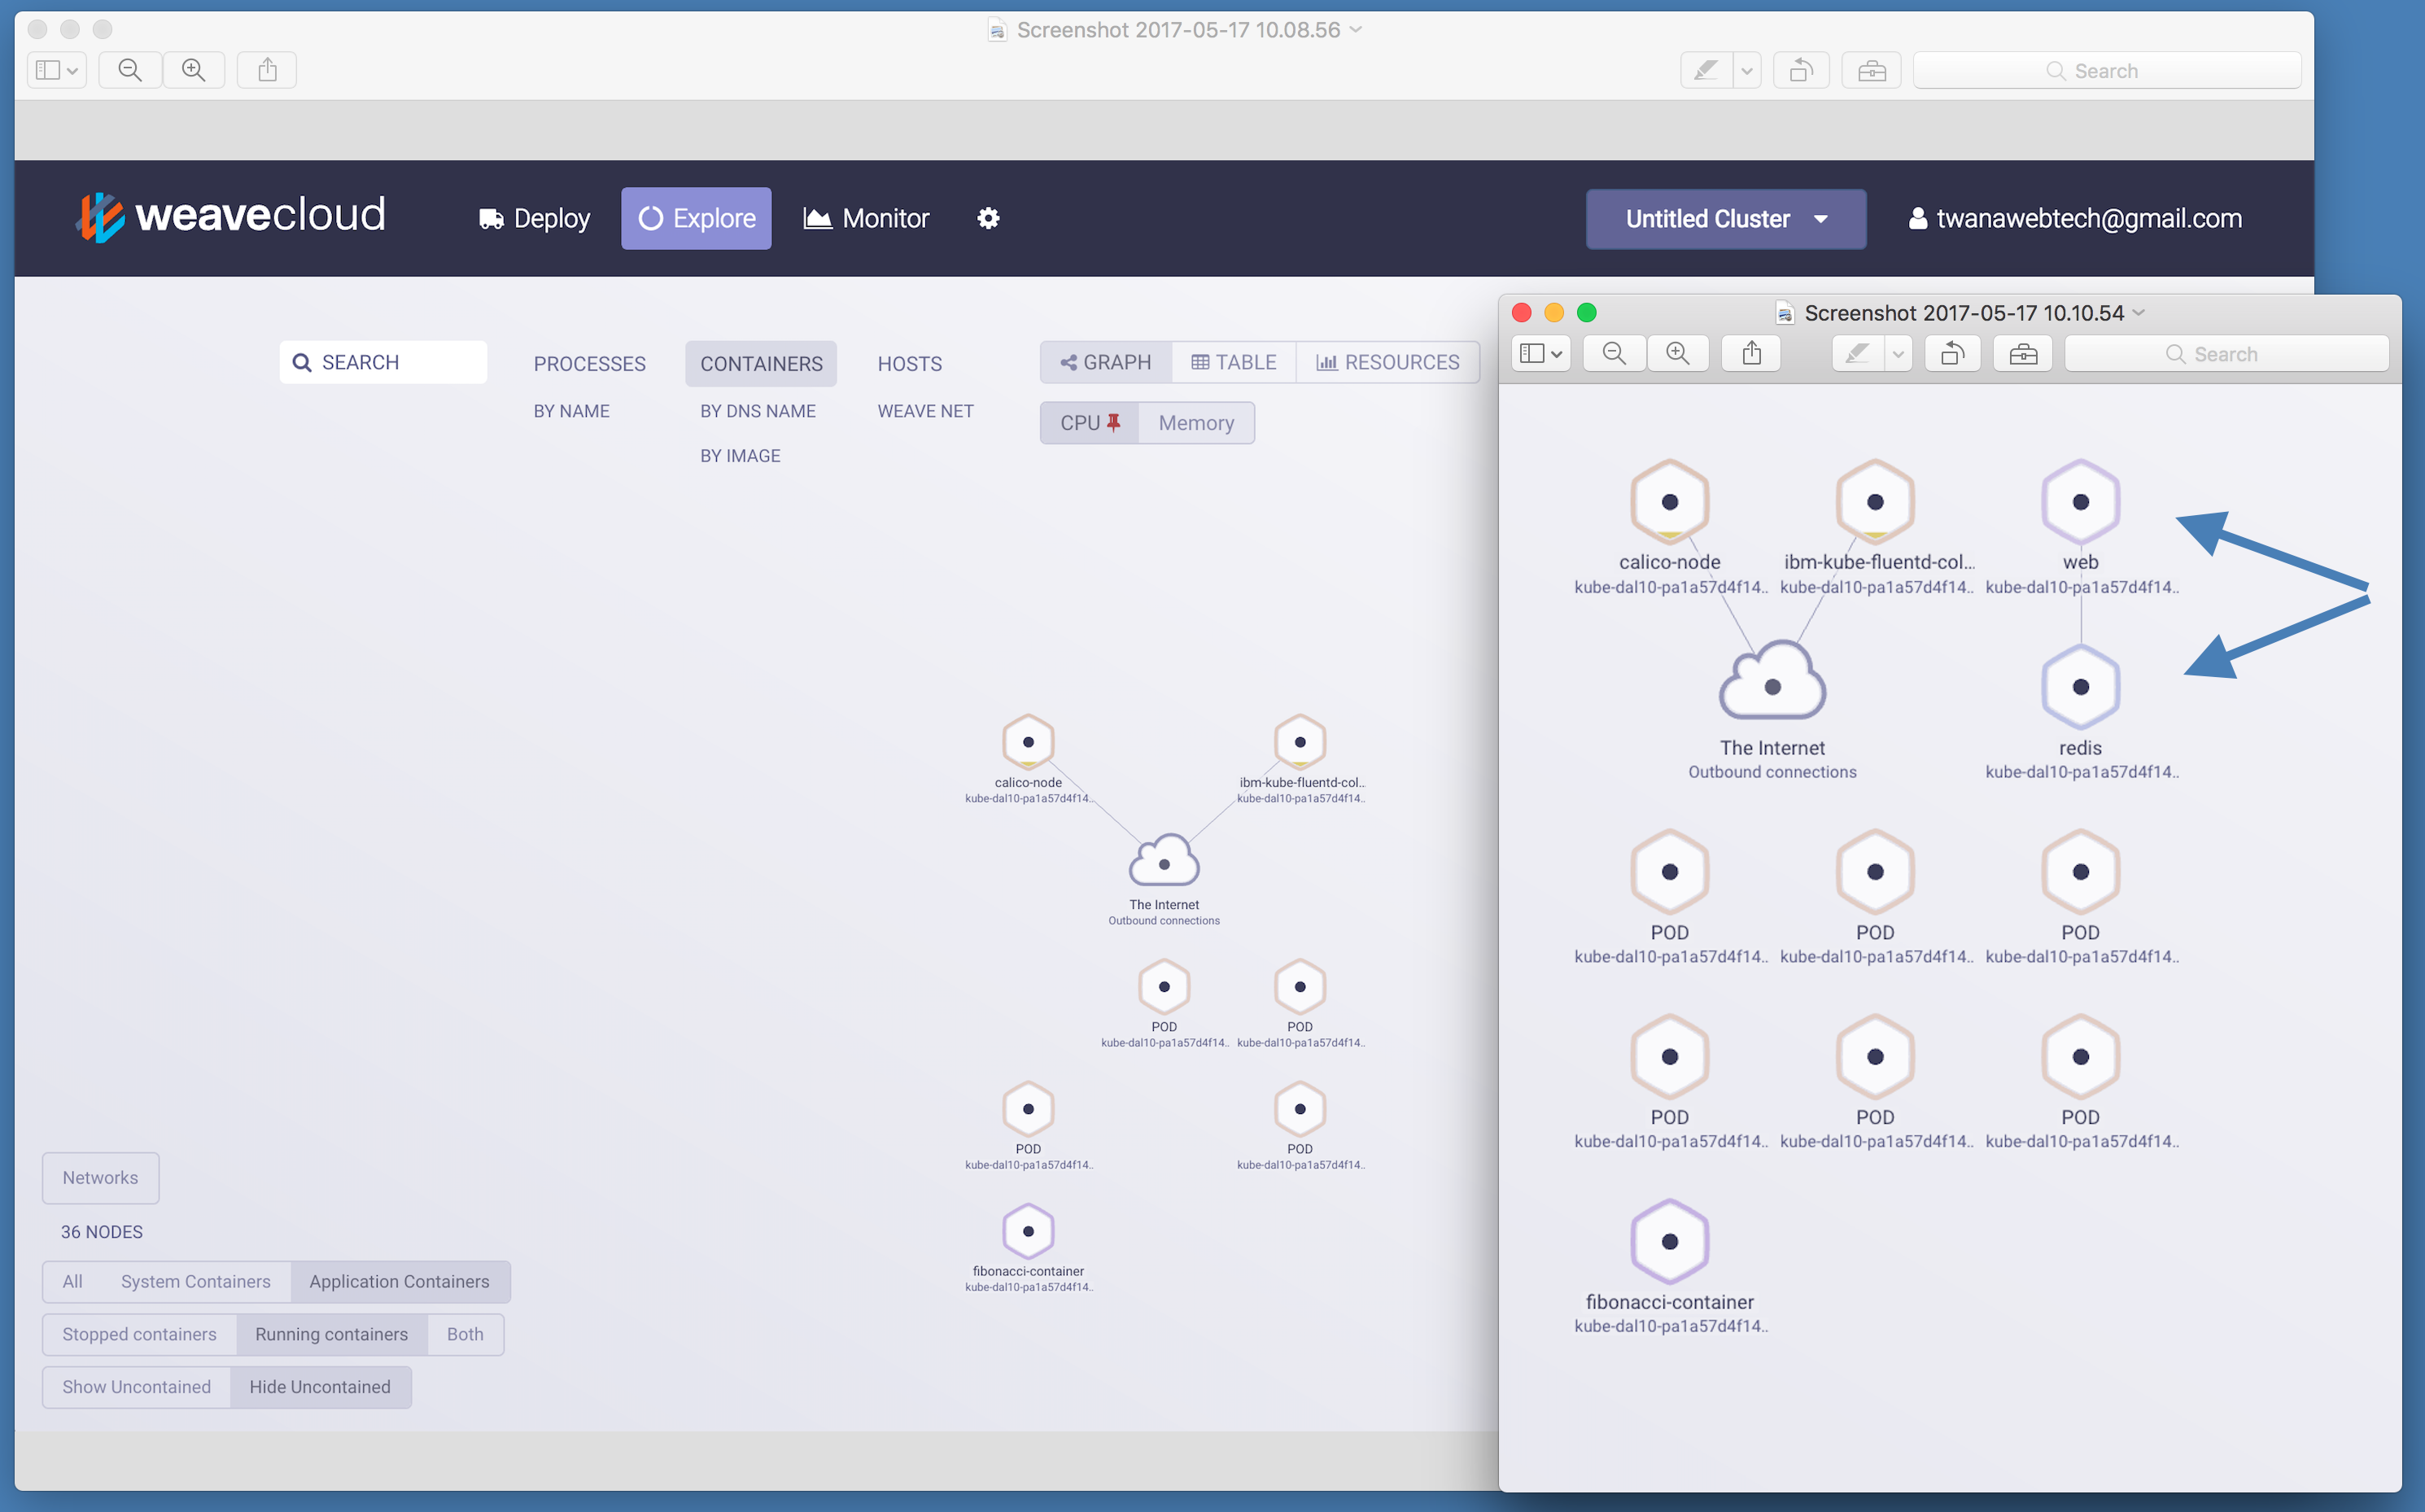 Screenshot 2017-05-17 10.08.56
Search
weavecloud
Deploy
Explore
Monitor
Untitled Cluster
twanawebtech@gmail.com
SEARCH
PROCESSES
CONTAINERS
HOSTS
BY NAME
BY DNS NAME
WEAVE NET
BY IMAGE
GRAPH
TABLE
RESOURCES
CPU
Memory
calico-node
kube-dal10-pa1a57d4f14..
ibm-kube-fluentd-col...
kube-dal10-pa1a57d4f14..
The Internet
Outbound connections
POD
kube-dal10-pa1a57d4f14..
POD
kube-dal10-pa1a57d4f14..
POD
kube-dal10-pa1a57d4f14..
POD
kube-dal10-pa1a57d4f14..
fibonacci-container
kube-dal10-pa1a57d4f14..
Networks
36 NODES
All
System Containers
Application Containers
Stopped containers
Running containers
Both
Show Uncontained
Hide Uncontained
Screenshot 2017-05-17 10.10.54
Search
calico-node
kube-dal10-pa1a57d4f14..
ibm-kube-fluentd-col...
kube-dal10-pa1a57d4f14..
web
kube-dal10-pa1a57d4f14..
The Internet
Outbound connections
redis
kube-dal10-pa1a57d4f14..
POD
kube-dal10-pa1a57d4f14..
POD
kube-dal10-pa1a57d4f14..
POD
kube-dal10-pa1a57d4f14..
POD
kube-dal10-pa1a57d4f14..
POD
kube-dal10-pa1a57d4f14..
POD
kube-dal10-pa1a57d4f14..
fibonacci-container
kube-dal10-pa1a57d4f14..